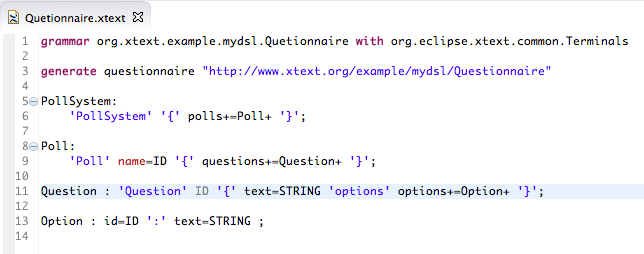 Quetionnaire.xtext
1 grammar org.xtext.example.mydsl.Quetionnaire with org.eclipse.xtext.common.Terminals
2
3 generate questionnaire "http://www.xtext.org/example/mydsl/Questionnaire"
4
5 PollSystem:
6 'PollSystem' '{' polls+=Poll+ '}';
7
8 Poll:
9 'Poll' name=ID '{' questions+=Question+ '}';
10
11 Question : 'Question' ID '{' text=STRING 'options' options+=Option+ '}';
12
13 Option : id=ID ':' text=STRING ;
14